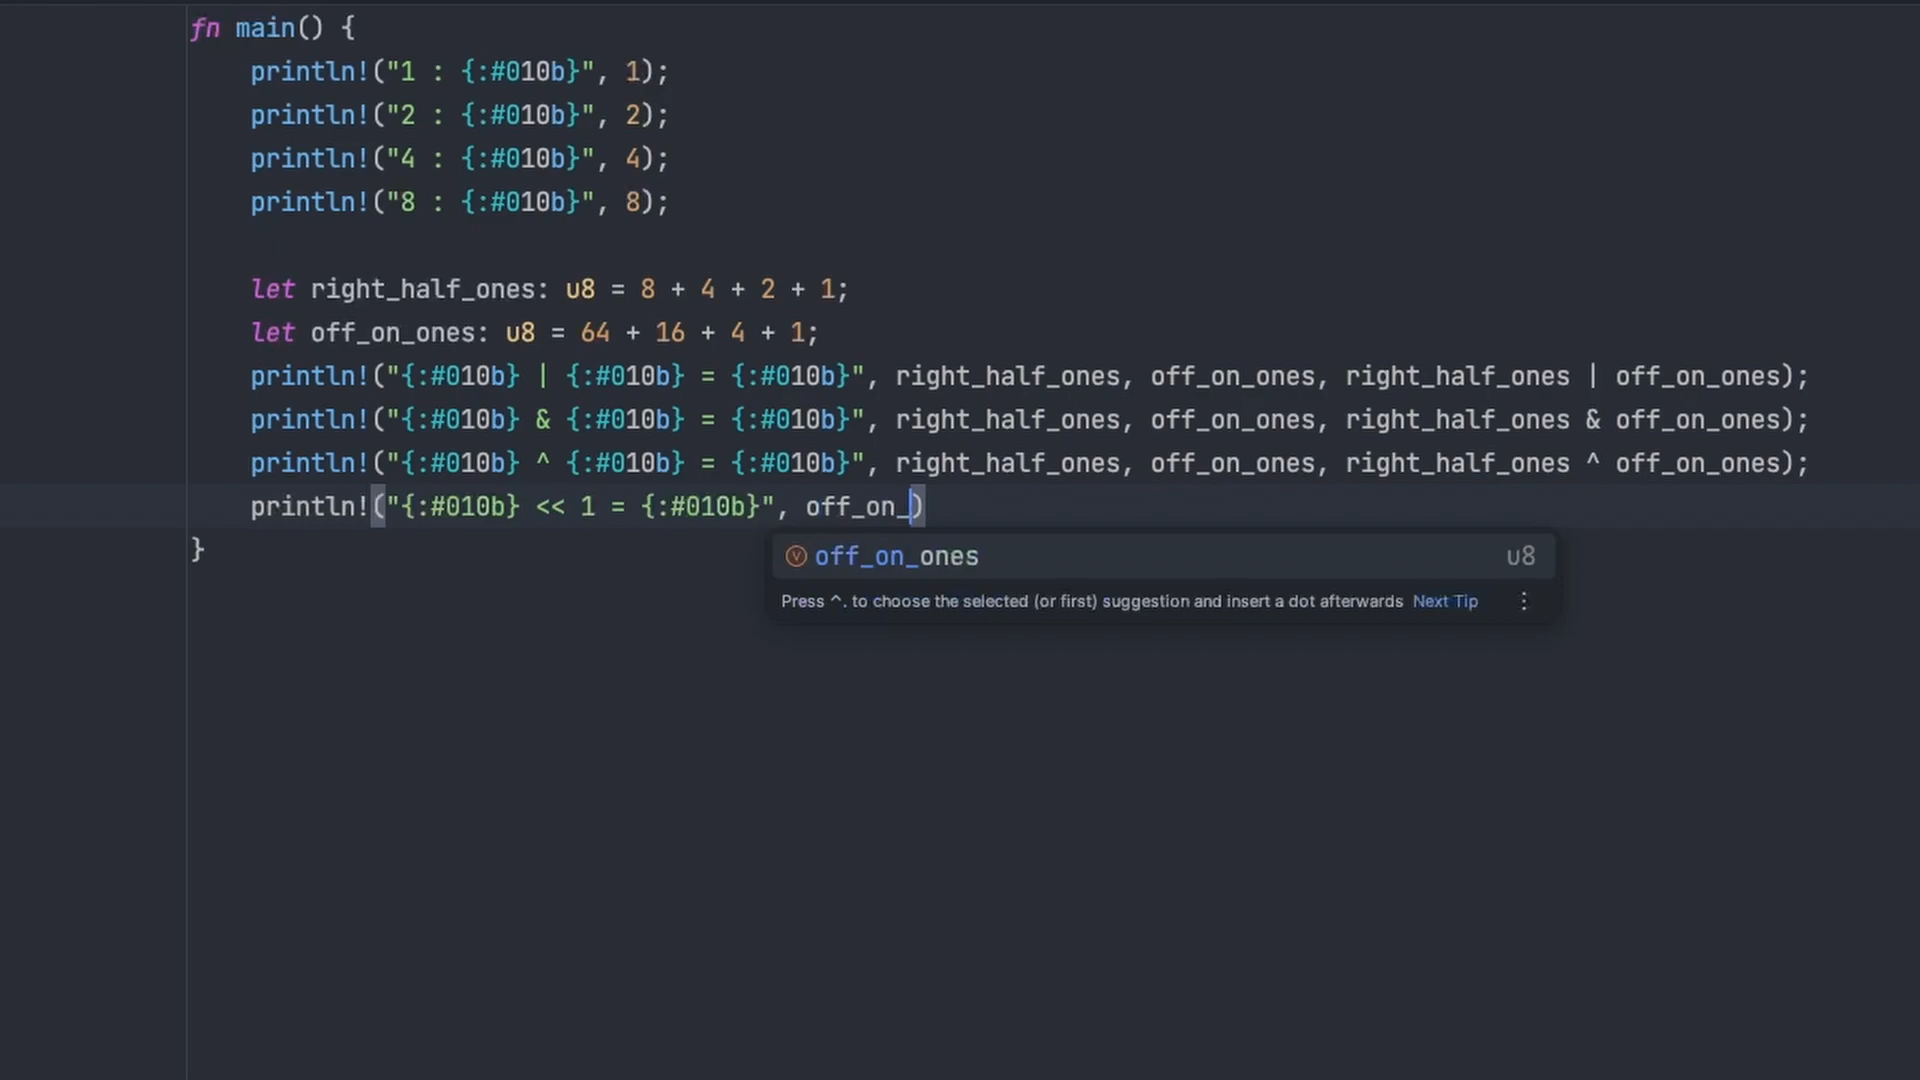 fn main() {
    println!("1 : {:#010b}", 1);
    println!("2 : {:#010b}", 2);
    println!("4 : {:#010b}", 4);
    println!("8 : {:#010b}", 8);
    let right_half_ones: u8 = 8 + 4 + 2 + 1;
    let off_on_ones: u8 = 64 + 16 + 4 + 1;
    println!("{:#010b} | {:#010b} = {:#010b}", right_half_ones, off_on_ones, right_half_ones | off_on_ones);
    println!("{:#010b} & {:#010b} = {:#010b}", right_half_ones, off_on_ones, right_half_ones & off_on_ones);
    println!("{:#010b} ^ {:#010b} = {:#010b}", right_half_ones, off_on_ones, right_half_ones ^ off_on_ones);
    println!("{:#010b} << 1 = {:#010b}", off_on_)
}
v off_on_ones u8
Press ^. to choose the selected (or first) suggestion and insert a dot afterwards Next Tip